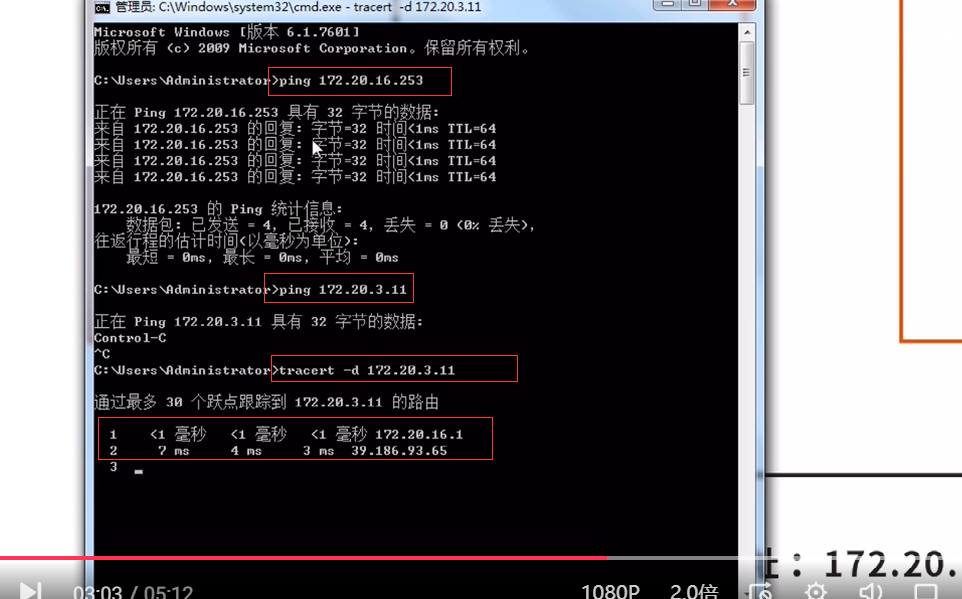 管理员: C:\Windows\system32\cmd.exe - tracert -d 172.20.3.11
Microsoft Windows [版本 6.1.7601]
版权所有 (c) 2009 Microsoft Corporation。保留所有权利。
C:\Users\Administrator>ping 172.20.16.253
正在 Ping 172.20.16.253 具有 32 字节的数据:
来自 172.20.16.253 的回复: 字节=32 时间<1ms TTL=64
来自 172.20.16.253 的回复: 字节=32 时间<1ms TTL=64
来自 172.20.16.253 的回复: 字节=32 时间<1ms TTL=64
来自 172.20.16.253 的回复: 字节=32 时间<1ms TTL=64
172.20.16.253 的 Ping 统计信息:
数据包: 已发送 = 4, 已接收 = 4, 丢失 = 0 (0% 丢失),
往返行程的估计时间(以毫秒为单位):
最短 = 0ms, 最长 = 0ms, 平均 = 0ms
C:\Users\Administrator>ping 172.20.3.11
正在 Ping 172.20.3.11 具有 32 字节的数据:
Control-C
^C
C:\Users\Administrator>tracert -d 172.20.3.11
通过最多 30 个跃点跟踪到 172.20.3.11 的路由
1 <1 毫秒 <1 毫秒 <1 毫秒 172.20.16.1
2 7 ms 4 ms 3 ms 39.186.93.65
3
: 172.20.
03:03 / 05:12 1080P 2.0倍